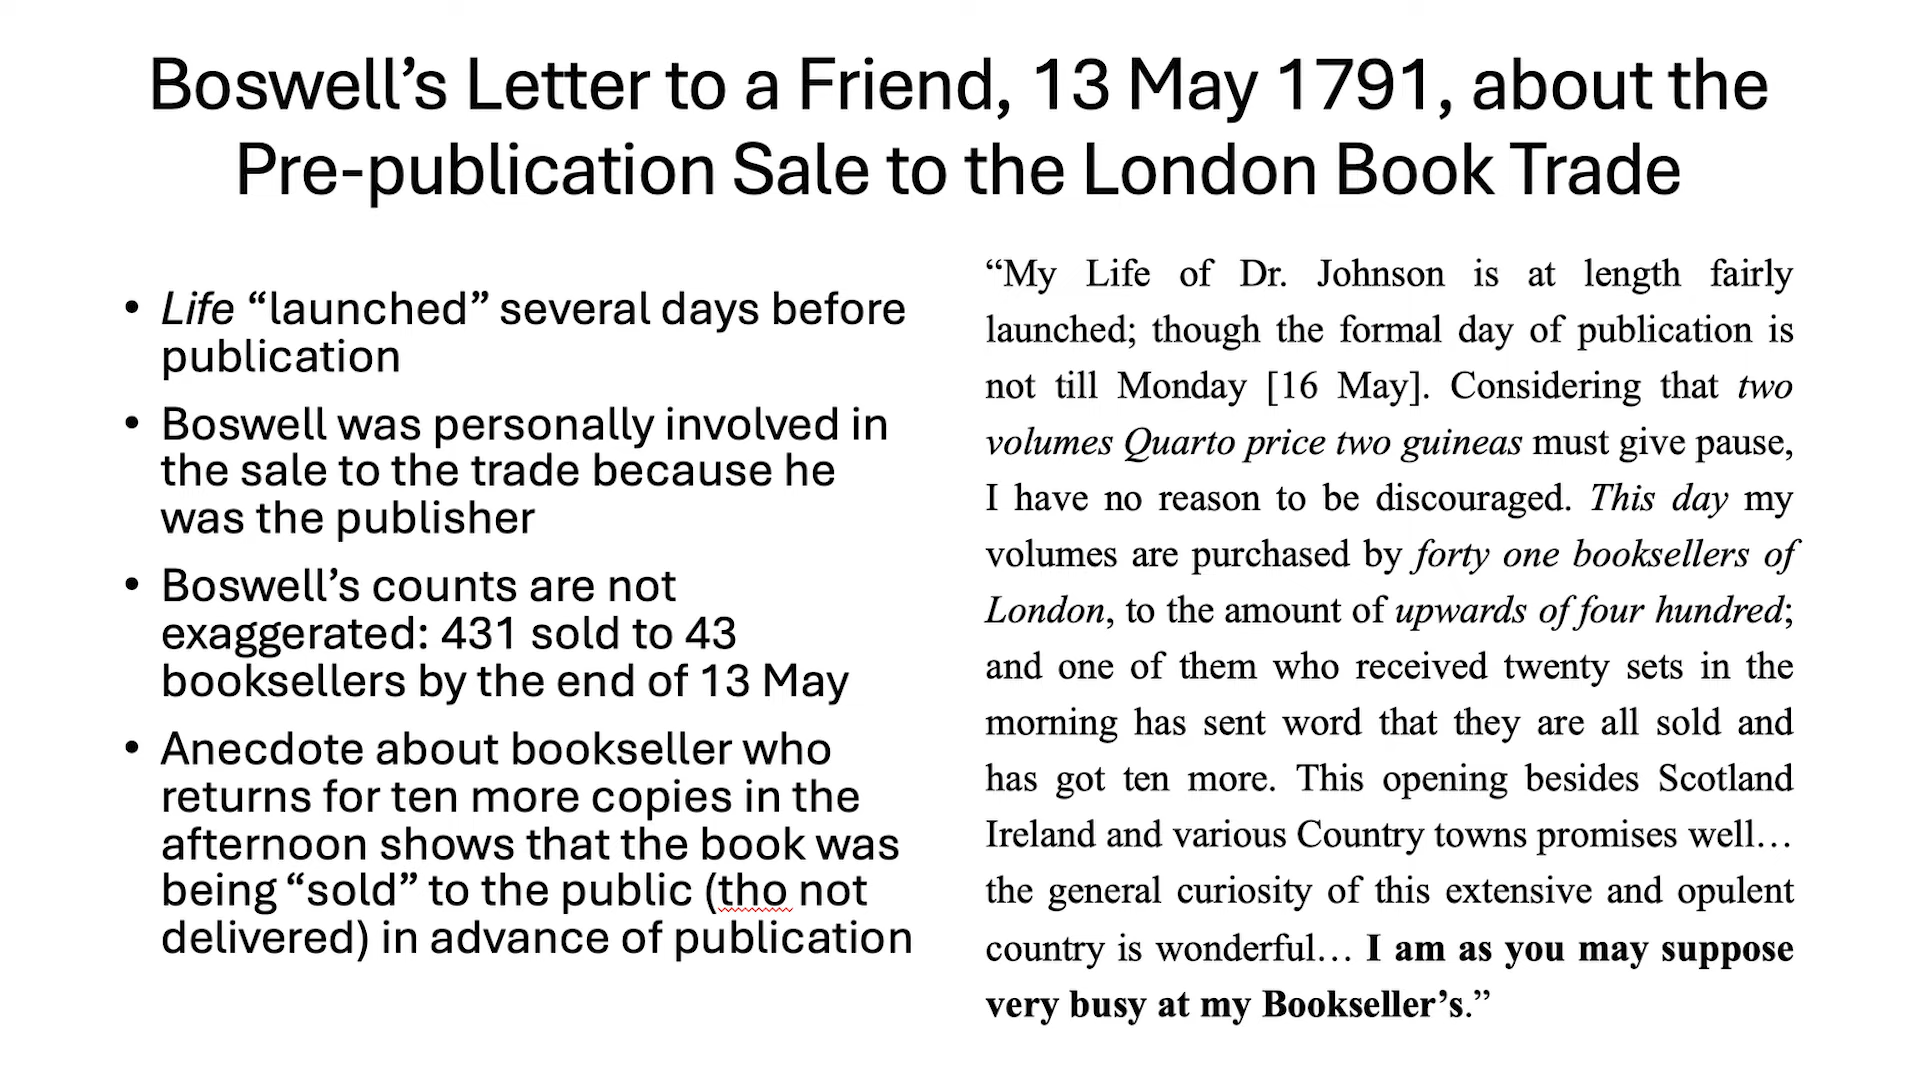 Boswell’s Letter to a Friend, 13 May 1791, about the
Pre-publication Sale to the London Book Trade
• Life “launched” several days before
publication
• Boswell was personally involved in
the sale to the trade because he
was the publisher
• Boswell’s counts are not
exaggerated: 431 sold to 43
booksellers by the end of 13 May
• Anecdote about bookseller who
returns for ten more copies in the
afternoon shows that the book was
being “sold” to the public (tho not
delivered) in advance of publication
“My Life of Dr. Johnson is at length fairly
launched; though the formal day of publication is
not till Monday [16 May]. Considering that two
volumes Quarto price two guineas must give pause,
I have no reason to be discouraged. This day my
volumes are purchased by forty one booksellers of
London, to the amount of upwards of four hundred;
and one of them who received twenty sets in the
morning has sent word that they are all sold and
has got ten more. This opening besides Scotland
Ireland and various Country towns promises well…
the general curiosity of this extensive and opulent
country is wonderful… I am as you may suppose
very busy at my Bookseller’s.”